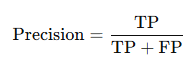 Precision = TP / (TP + FP)